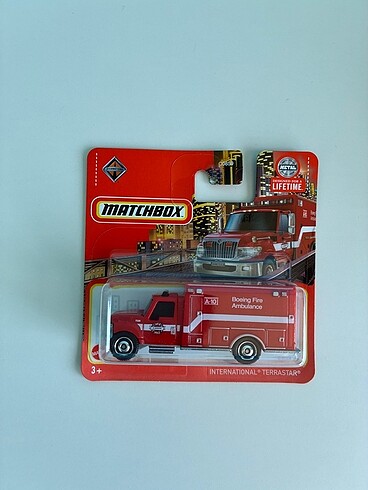 METAL
DESIGNED FOR A
LIFETIME
MATCHBOX
A-10
Boeing Fire
Ambulance
3+
INTERNATIONAL® TERRASTAR®